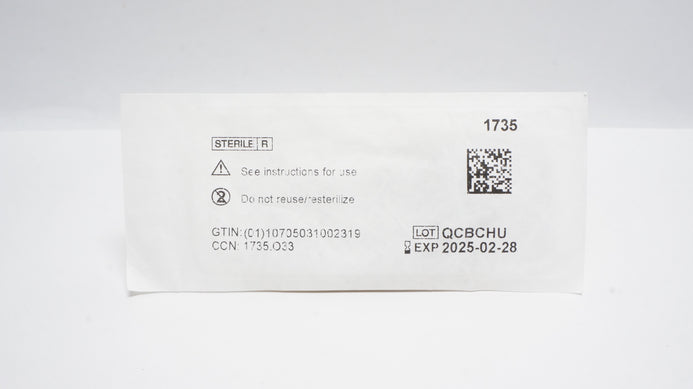 1735
STERILE R
See instructions for use
Do not reuse/resterilize
GTIN: (01)10705031002319
CCN: 1735.O33
LOT QCBCHU
EXP 2025-02-28